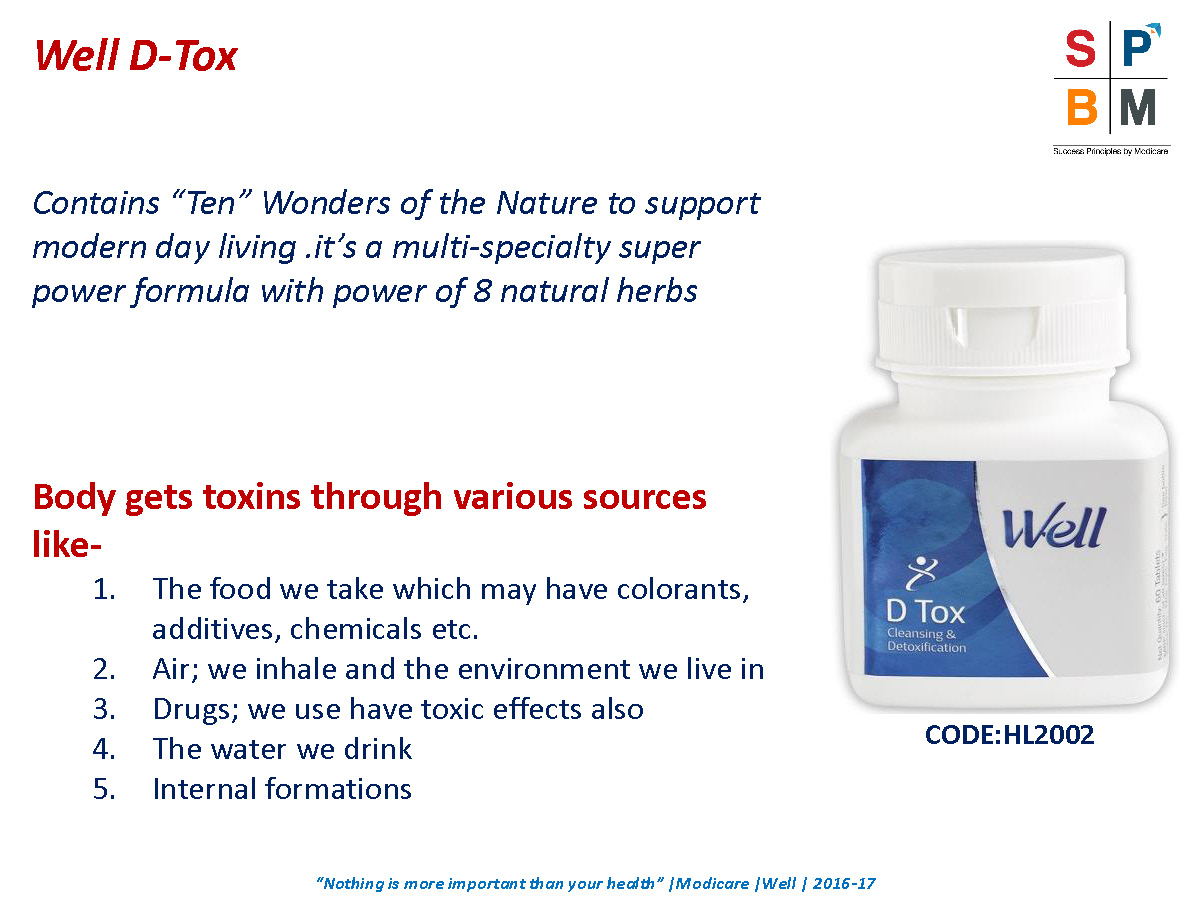 Well D-Tox
S P
B M
Success Principles by Modicare
Contains “Ten” Wonders of the Nature to support
modern day living .it’s a multi-specialty super
power formula with power of 8 natural herbs
Body gets toxins through various sources
like-
1. The food we take which may have colorants,
additives, chemicals etc.
2. Air; we inhale and the environment we live in
3. Drugs; we use have toxic effects also
4. The water we drink
5. Internal formations
Well
D Tox
Cleansing &
Detoxification
Net Quantity: 60 Tablets
CODE:HL2002
“Nothing is more important than your health” |Modicare |Well | 2016-17